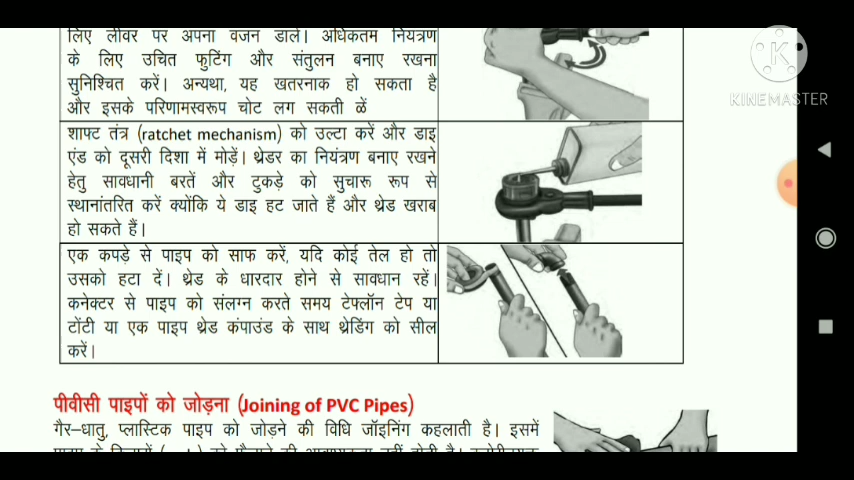 लिए लीवर पर अपना वजन डालें। अधिकतम नियंत्रण
के लिए उचित फुटिंग और संतुलन बनाए रखना
सुनिश्चित करें। अन्यथा, यह खतरनाक हो सकता है
और इसके परिणामस्वरूप चोट लग सकती ळें
शाफ्ट तंत्र (ratchet mechanism) को उल्टा करें और डाइ
एंड को दूसरी दिशा में मोड़ें। थ्रेडर का नियंत्रण बनाए रखने
हेतु सावधानी बरतें और टुकड़े को सुचारू रूप से
स्थानांतरित करें क्योंकि ये डाइ हट जाते हैं और थ्रेड खराब
हो सकते हैं।
एक कपड़े से पाइप को साफ करें, यदि कोई तेल हो तो
उसको हटा दें। थ्रेड के धारदार होने से सावधान रहें।
कनेक्टर से पाइप को संलग्न करते समय टेफ्लॉन टेप या
टोंटी या एक पाइप थ्रेड कंपाउंड के साथ थ्रेडिंग को सील
करें।
पीवीसी पाइपों को जोड़ना (Joining of PVC Pipes)
गैर–धातु, प्लास्टिक पाइप को जोड़ने की विधि जॉइनिंग कहलाती है। इसमें
K
KINEMASTER